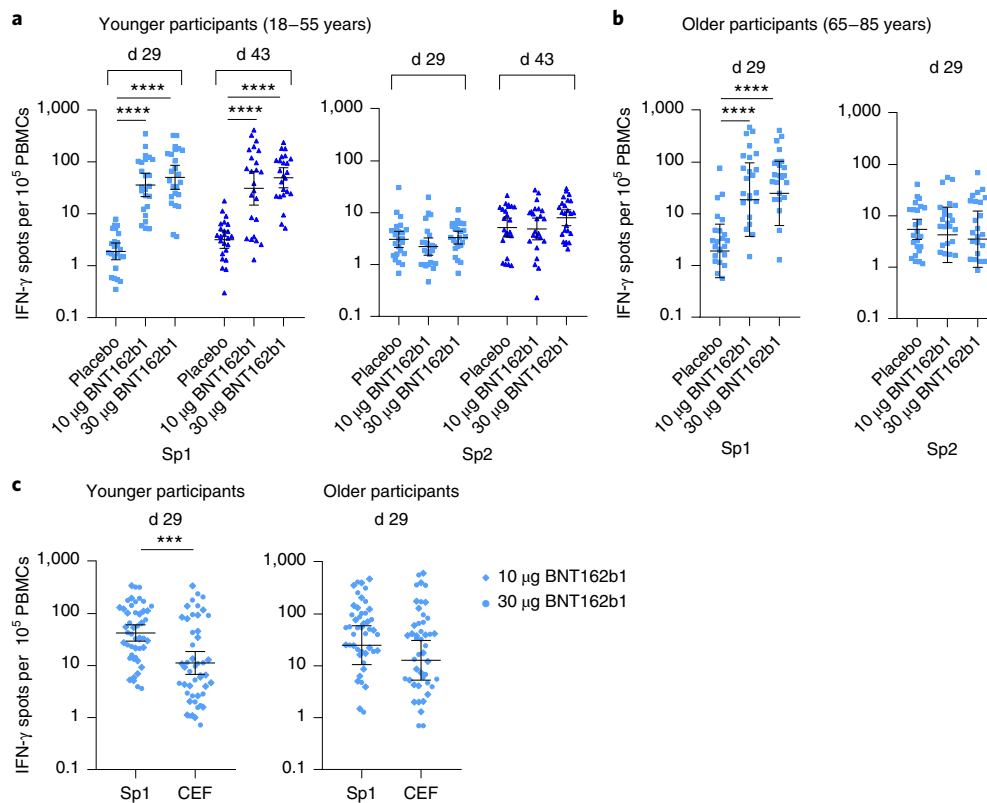 a
Younger participants (18–55 years)
d 29
d 43
****
****
****
****
IFN-γ spots per 10⁵ PBMCs
1,000
100
10
1
0.1
Placebo
10 μg BNT162b1
30 μg BNT162b1
Placebo
10 μg BNT162b1
30 μg BNT162b1
Sp1
d 29
d 43
1,000
100
10
1
0.1
Placebo
10 μg BNT162b1
30 μg BNT162b1
Placebo
10 μg BNT162b1
30 μg BNT162b1
Sp2
b
Older participants (65–85 years)
d 29
****
****
IFN-γ spots per 10⁵ PBMCs
1,000
100
10
1
0.1
Placebo
10 μg BNT162b1
30 μg BNT162b1
Sp1
d 29
1,000
100
10
1
0.1
Placebo
10 μg BNT162b1
30 μg BNT162b1
Sp2
c
Younger participants
d 29
***
IFN-γ spots per 10⁵ PBMCs
1,000
100
10
1
0.1
Sp1 CEF
Older participants
d 29
1,000
100
10
1
0.1
Sp1 CEF
10 μg BNT162b1
30 μg BNT162b1